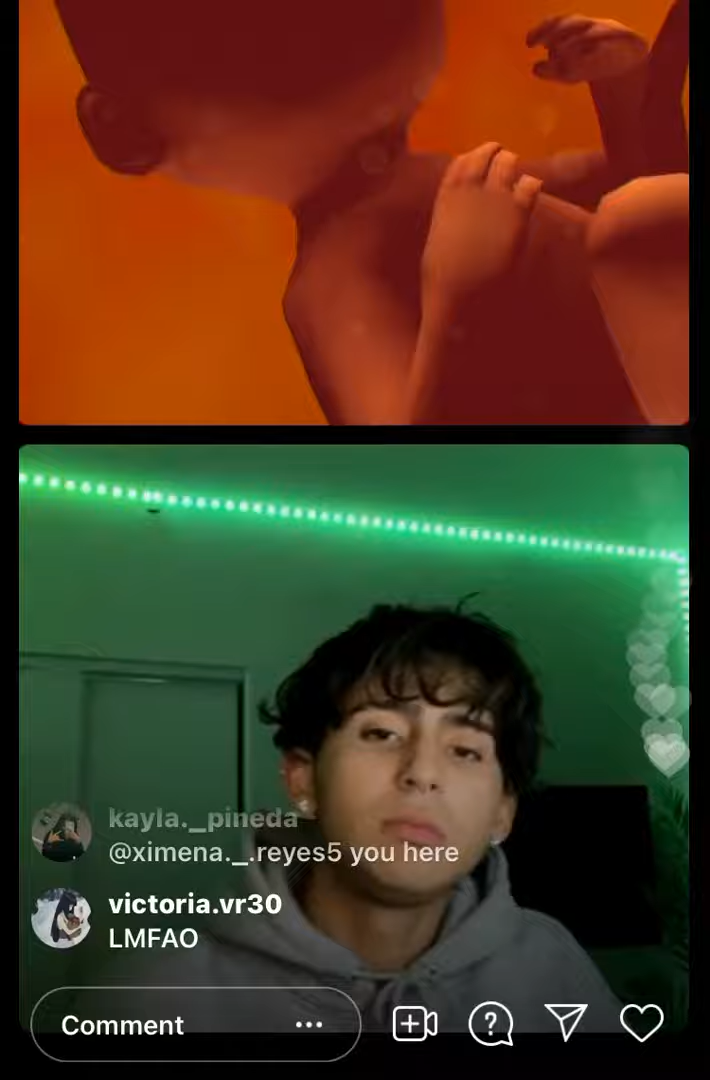 kayla._pineda
@ximena._.reyes5 you here
victoria.vr30
LMFAO
Comment